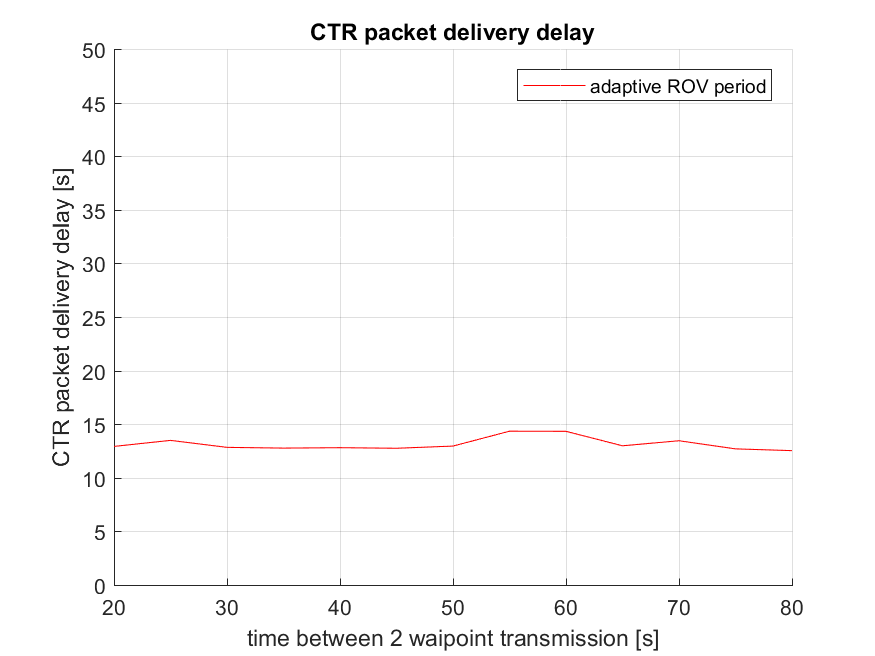 CTR packet delivery delay
adaptive ROV period
CTR packet delivery delay [s]
50
45
40
35
30
25
20
15
10
5
0
20 30 40 50 60 70 80
time between 2 waipoint transmission [s]